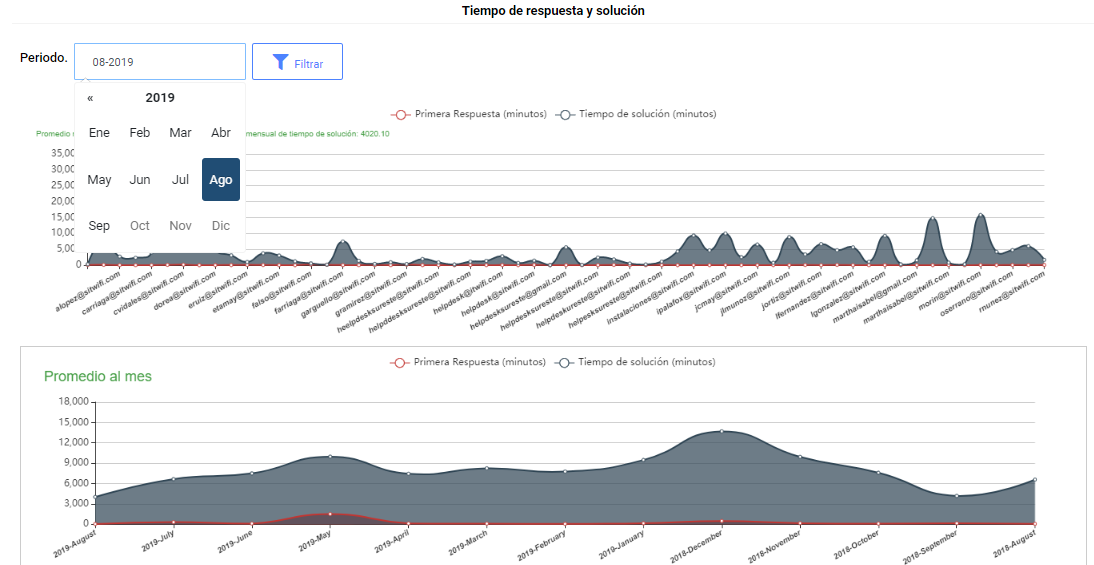 Tiempo de respuesta y solución
Periodo.
08-2019
Filtrar
«
2019
Ene Feb Mar Abr
May Jun Jul Ago
Sep Oct Nov Dic
Primera Respuesta (minutos) Tiempo de solución (minutos)
Promedio mensual de tiempo de solución: 4020.10
35,00
30,00
25,00
20,00
15,00
10,00
5,00
0
alopez@sitwifi.com
carriaga@sitwifi.com
cvidales@sitwifi.com
dorea@sitwifi.com
eruiz@sitwifi.com
etamay@sitwifi.com
falso@sitwifi.com
farriaga@sitwifi.com
garguello@sitwifi.com
gramirez@sitwifi.com
heelpdesksureste@sitwifi.com
helpddesksureste@sitwifi.com
helpdesk@itwifi.com
helpdesk@sitwifi.com
helpdesksureste@gmail.com
helpdesksureste@sitwifi.com
helpdeskureste@sitwifi.com
helpesksureste@sitwifi.com
instalaciones@sitwifi.com
ipalafox@sitwifi.com
jcmay@sitwifi.com
jlmunoz@sitwifi.com
jortiz@sitwifi.com
lfernandez@sitwifi.com
lgonzalez@sitwifi.com
marthaisabel@gmail.com
marthaisabel@sitwifi.com
morin@sitwifi.com
oserrano@sitwifi.com
rnunez@sitwifi.com
Primera Respuesta (minutos) Tiempo de solución (minutos)
Promedio al mes
18,000
15,000
12,000
9,000
6,000
3,000
0
2019-August
2019-July
2019-June
2019-May
2019-April
2019-March
2019-February
2019-January
2018-December
2018-November
2018-October
2018-September
2018-August